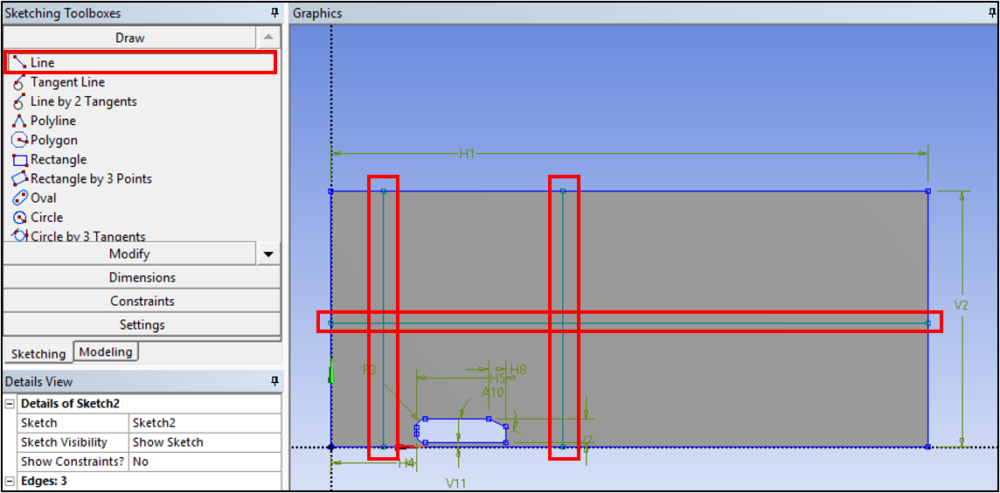 Sketching Toolboxes
Draw
Line
Tangent Line
Line by 2 Tangents
Polyline
Polygon
Rectangle
Rectangle by 3 Points
Oval
Circle
Circle by 3 Tangents
Modify
Dimensions
Constraints
Settings
Sketching Modeling
Details View
Details of Sketch2
Sketch Sketch2
Sketch Visibility Show Sketch
Show Constraints? No
Edges: 3
Graphics
H1
V2
H8
H5
A10
H4
V11